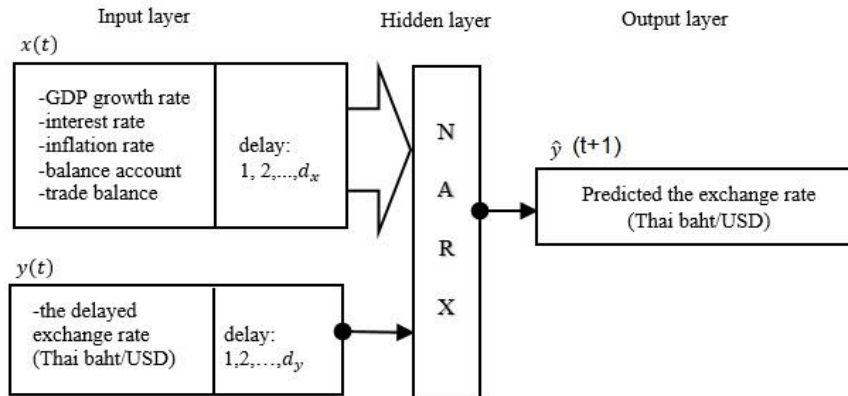 Input layer
Hidden layer
Output layer
x(t)
-GDP growth rate
-interest rate
-inflation rate
-balance account
-trade balance
delay:
1, 2,...,dₓ
N
A
R
X
ŷ (t+1)
Predicted the exchange rate
(Thai baht/USD)
y(t)
-the delayed
exchange rate
(Thai baht/USD)
delay:
1,2,…,d_y